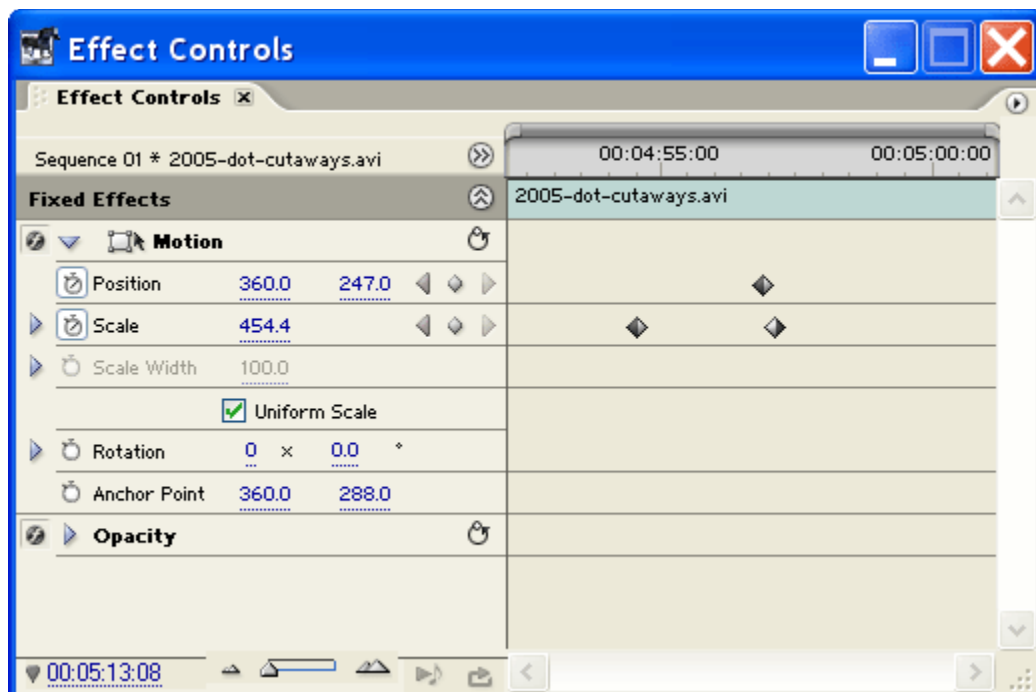 Effect Controls
Effect Controls
Sequence 01 * 2005-dot-cutaways.avi
00:04:55:00 00:05:00:00
Fixed Effects
2005-dot-cutaways.avi
Motion
Position 360.0 247.0
Scale 454.4
Scale Width 100.0
Uniform Scale
Rotation 0 x 0.0 °
Anchor Point 360.0 288.0
Opacity
00:05:13:08